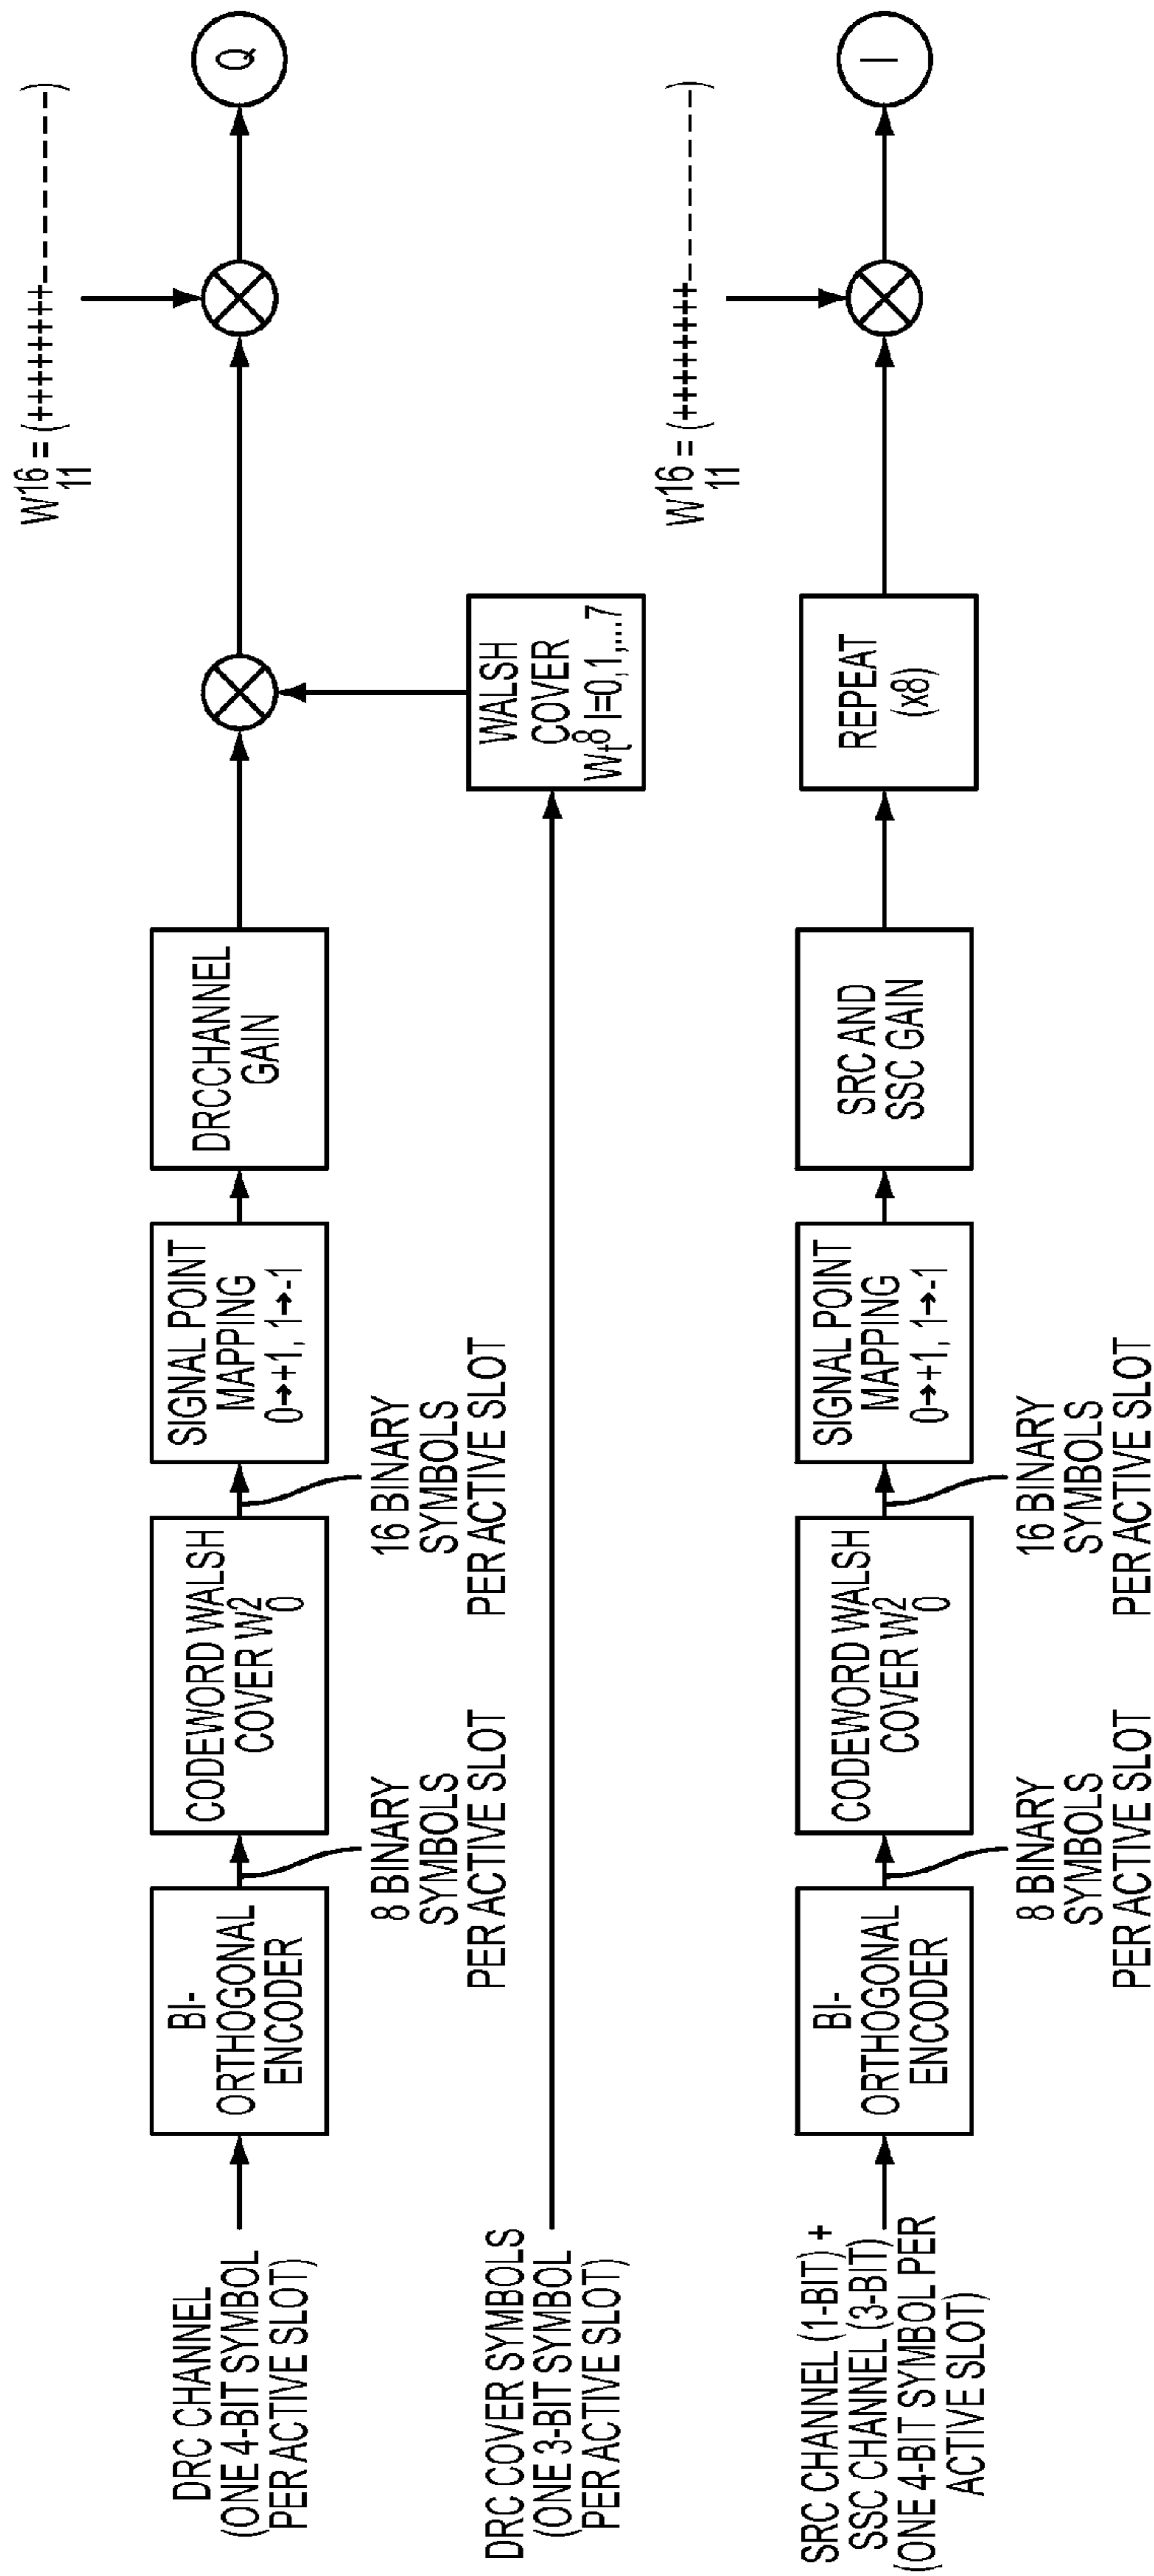 DRC CHANNEL
(ONE 4-BIT SYMBOL
PER ACTIVE SLOT)
BI-
ORTHOGONAL
ENCODER
8 BINARY
SYMBOLS
PER ACTIVE SLOT
CODEWORD WALSH
COVER W²₀
16 BINARY
SYMBOLS
PER ACTIVE SLOT
SIGNAL POINT
MAPPING
0→+1, 1→-1
DRCCHANNEL
GAIN
W¹⁶₁₁ = (++++++++--------)
Q
DRC COVER SYMBOLS
(ONE 3-BIT SYMBOL
PER ACTIVE SLOT)
WALSH
COVER
Wₜ⁸ I=0,1,...7
SRC CHANNEL (1-BIT) +
SSC CHANNEL (3-BIT)
(ONE 4-BIT SYMBOL PER
ACTIVE SLOT)
BI-
ORTHOGONAL
ENCODER
8 BINARY
SYMBOLS
PER ACTIVE SLOT
CODEWORD WALSH
COVER W²₀
16 BINARY
SYMBOLS
PER ACTIVE SLOT
SIGNAL POINT
MAPPING
0→+1, 1→-1
SRC AND
SSC GAIN
REPEAT
(x8)
W¹⁶₁₁ = (++++++++--------)
I